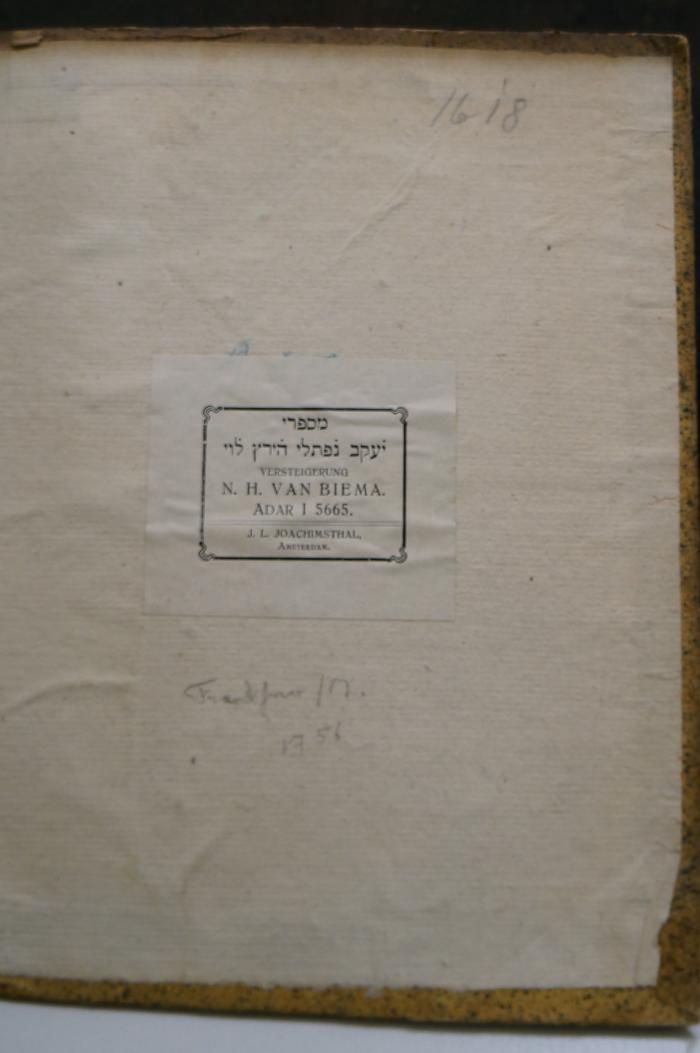 1618
מספרי
יעקב נפתלי הירץ לוי
VERSTEIGERUNG
N. H. VAN BIEMA.
ADAR I 5665.
J. L. JOACHIMSTHAL,
AMSTERDAM.
Frankfurt /M.
1756